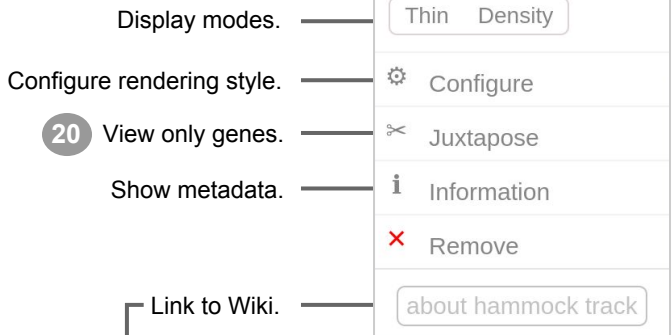 Display modes. Thin Density
Configure rendering style. Configure
20 View only genes. Juxtapose
Show metadata. i Information
Remove
Link to Wiki. about hammock track